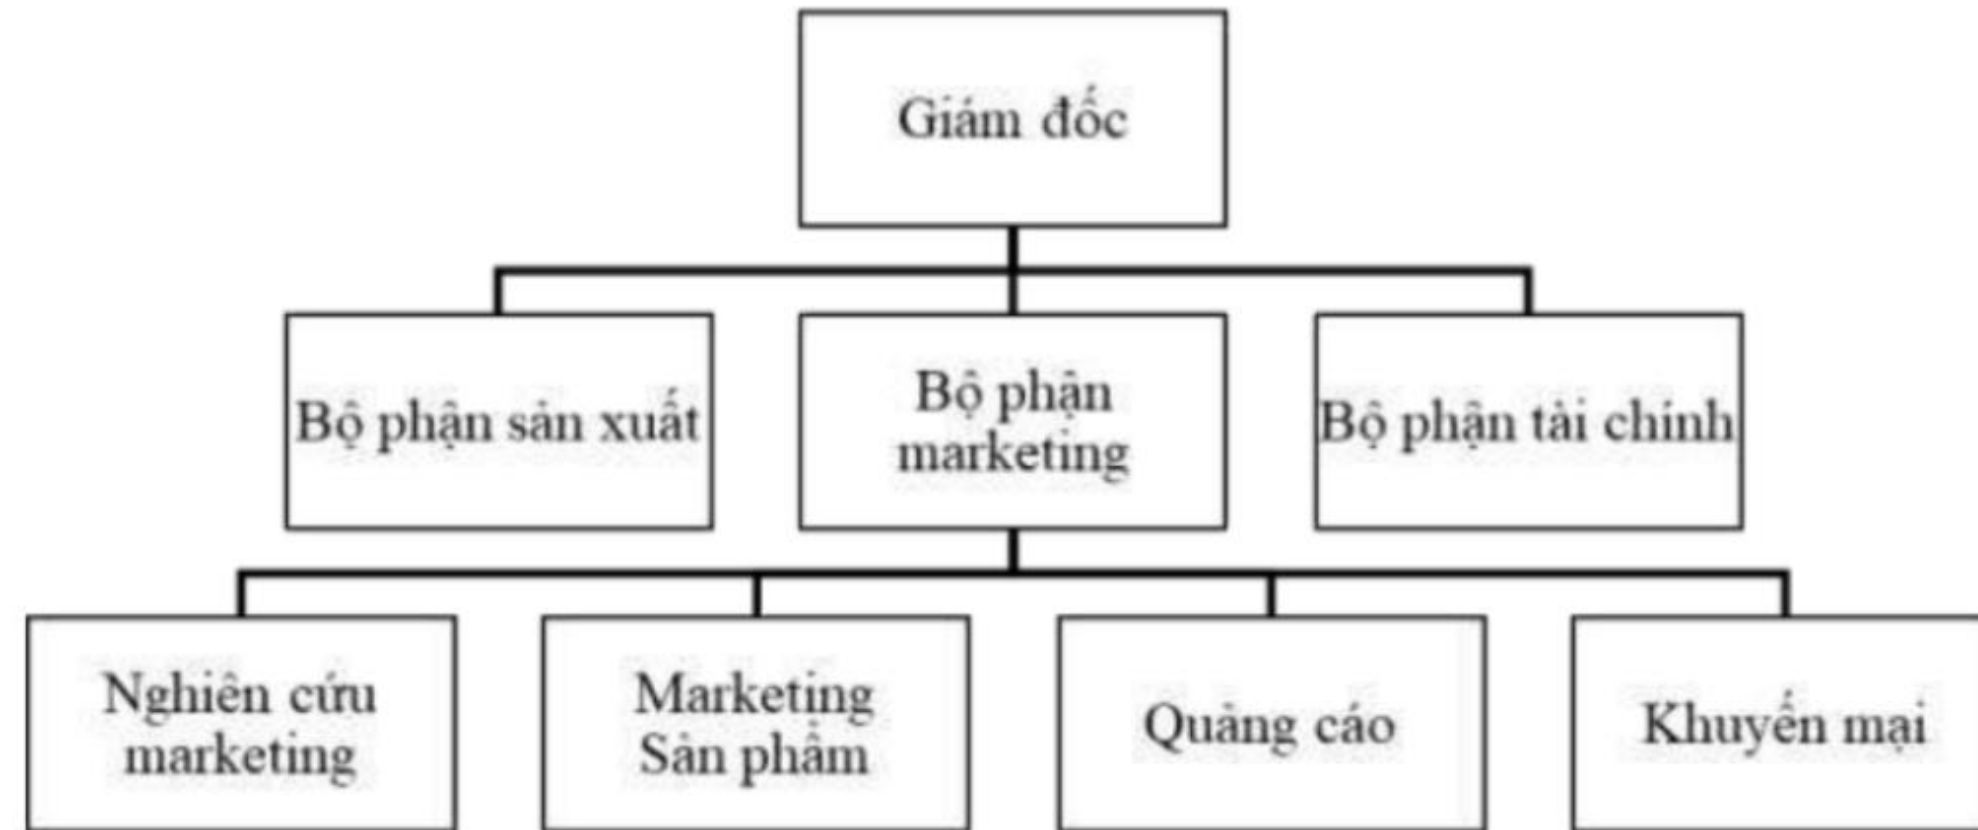 Giám đốc
Bộ phận sản xuất
Bộ phận
marketing
Bộ phận tài chính
Nghiên cứu
marketing
Marketing
Sản phẩm
Quảng cáo
Khuyến mại